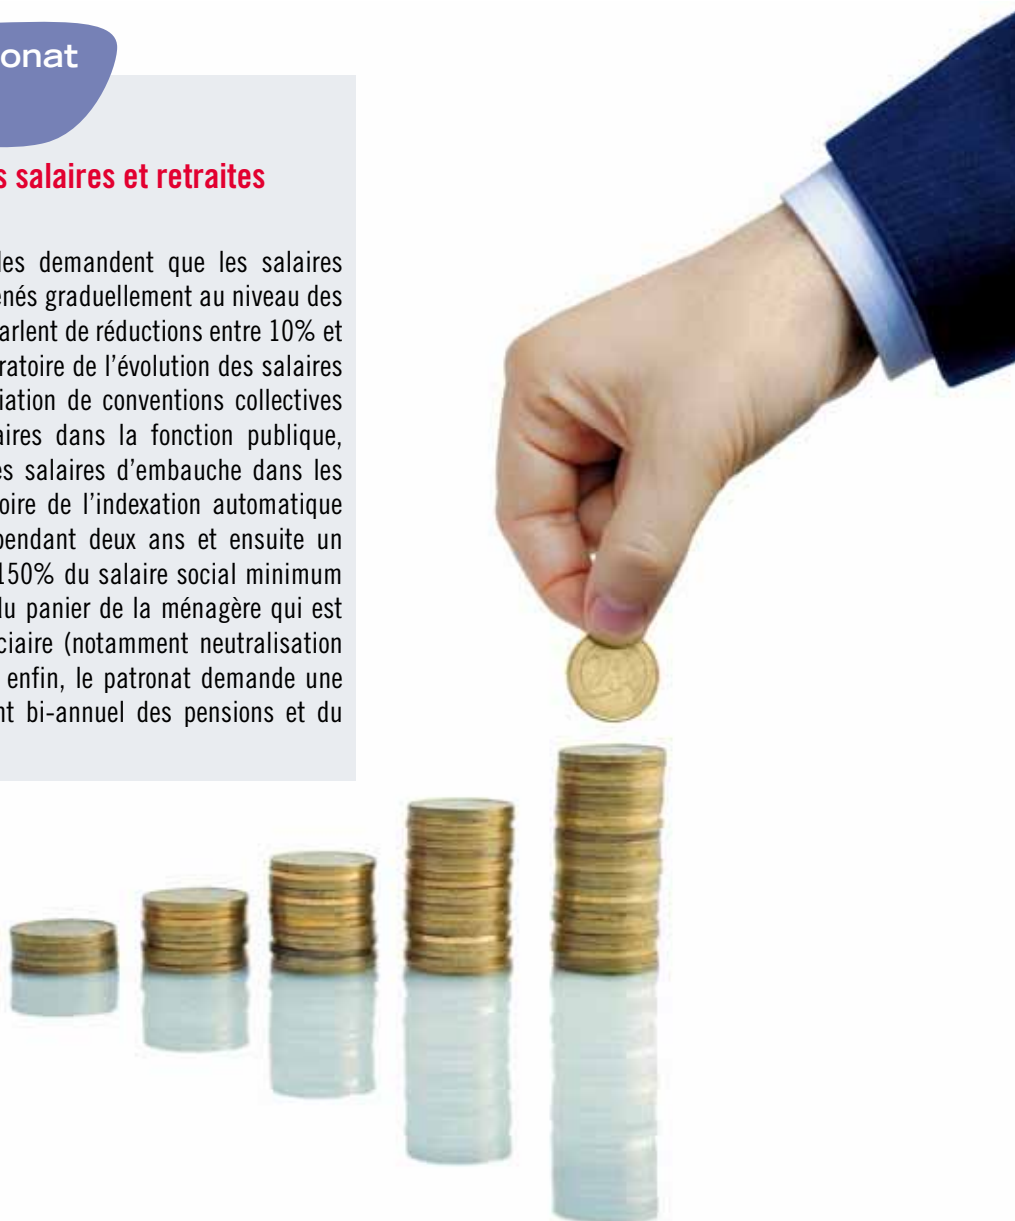 onat
s salaires et retraites
les demandent que les salaires
enés graduellement au niveau des
arlent de réductions entre 10% et
ratoire de l'évolution des salaires
iation de conventions collectives
aires dans la fonction publique,
es salaires d'embauche dans les
oire de l'indexation automatique
pendant deux ans et ensuite un
150% du salaire social minimum
du panier de la ménagère qui est
ciaire (notamment neutralisation
enfin, le patronat demande une
nt bi-annuel des pensions et du